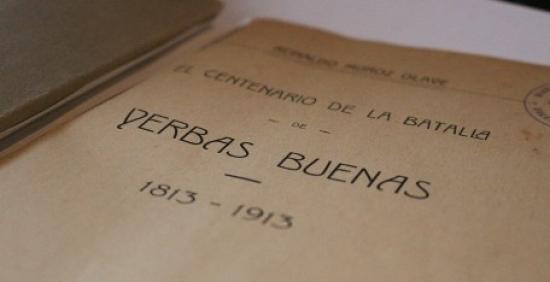 REINALDO MUÑOZ OLAVE
EL CENTENARIO DE LA BATALLA
— DE —
YERBAS BUENAS
1813 - 1913